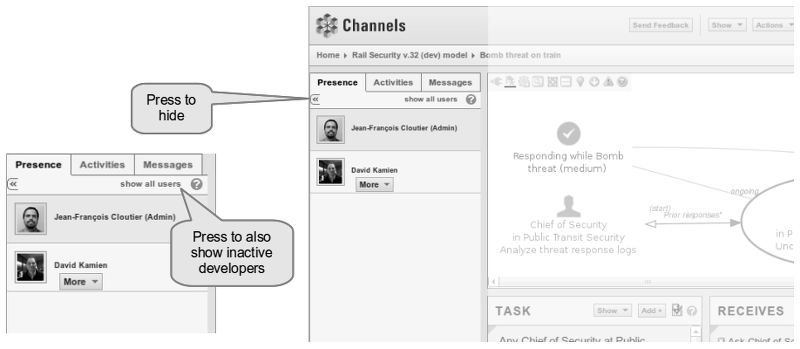 Channels
Send Feedback
Show
Actions
Home
Rail Security v.32 (dev) model
Bomb threat on train
Presence
Activities
Messages
show all users
Jean-François Cloutier (Admin)
David Kamien
More
Press to
hide
Presence
Activities
Messages
show all users
Jean-François Cloutier (Admin)
David Kamien
More
Press to also
show inactive
developers
Responding while Bomb
threat (medium)
Chief of Security
in Public Transit Security
Analyze threat response logs
(start)
Prior responses*
ongoing
in P
Unc
TASK
Show
Add +
RECEIVES
Any Chief of Security at Public
Ask Chief of Se